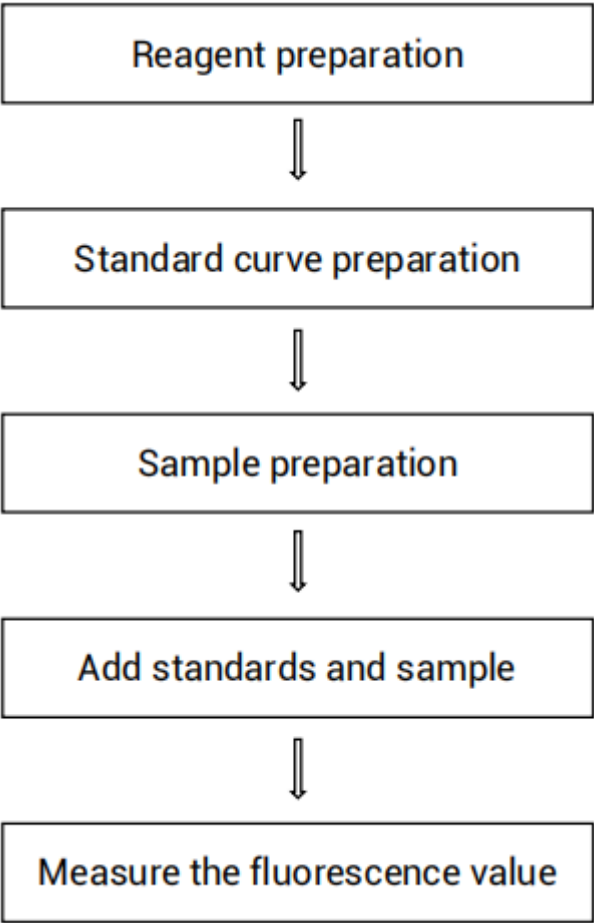 Reagent preparation
Standard curve preparation
Sample preparation
Add standards and sample
Measure the fluorescence value